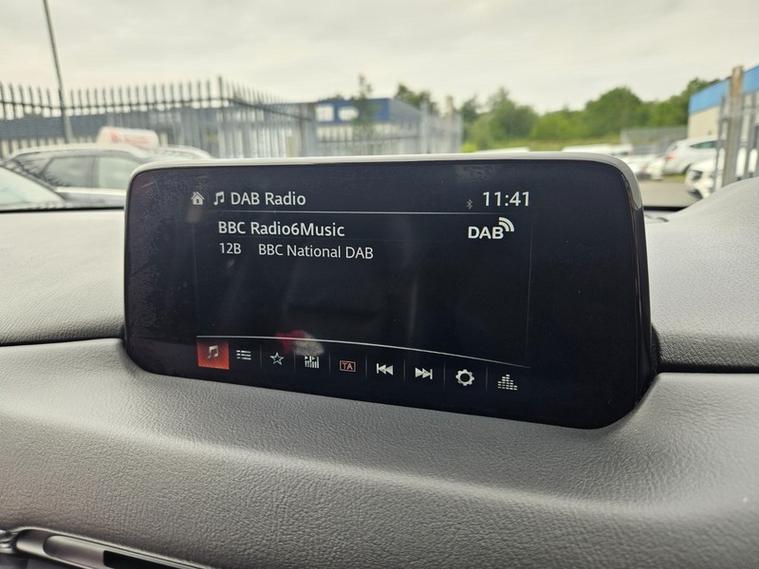 DAB Radio 11:41
BBC Radio6Music DAB
12B BBC National DAB
TA